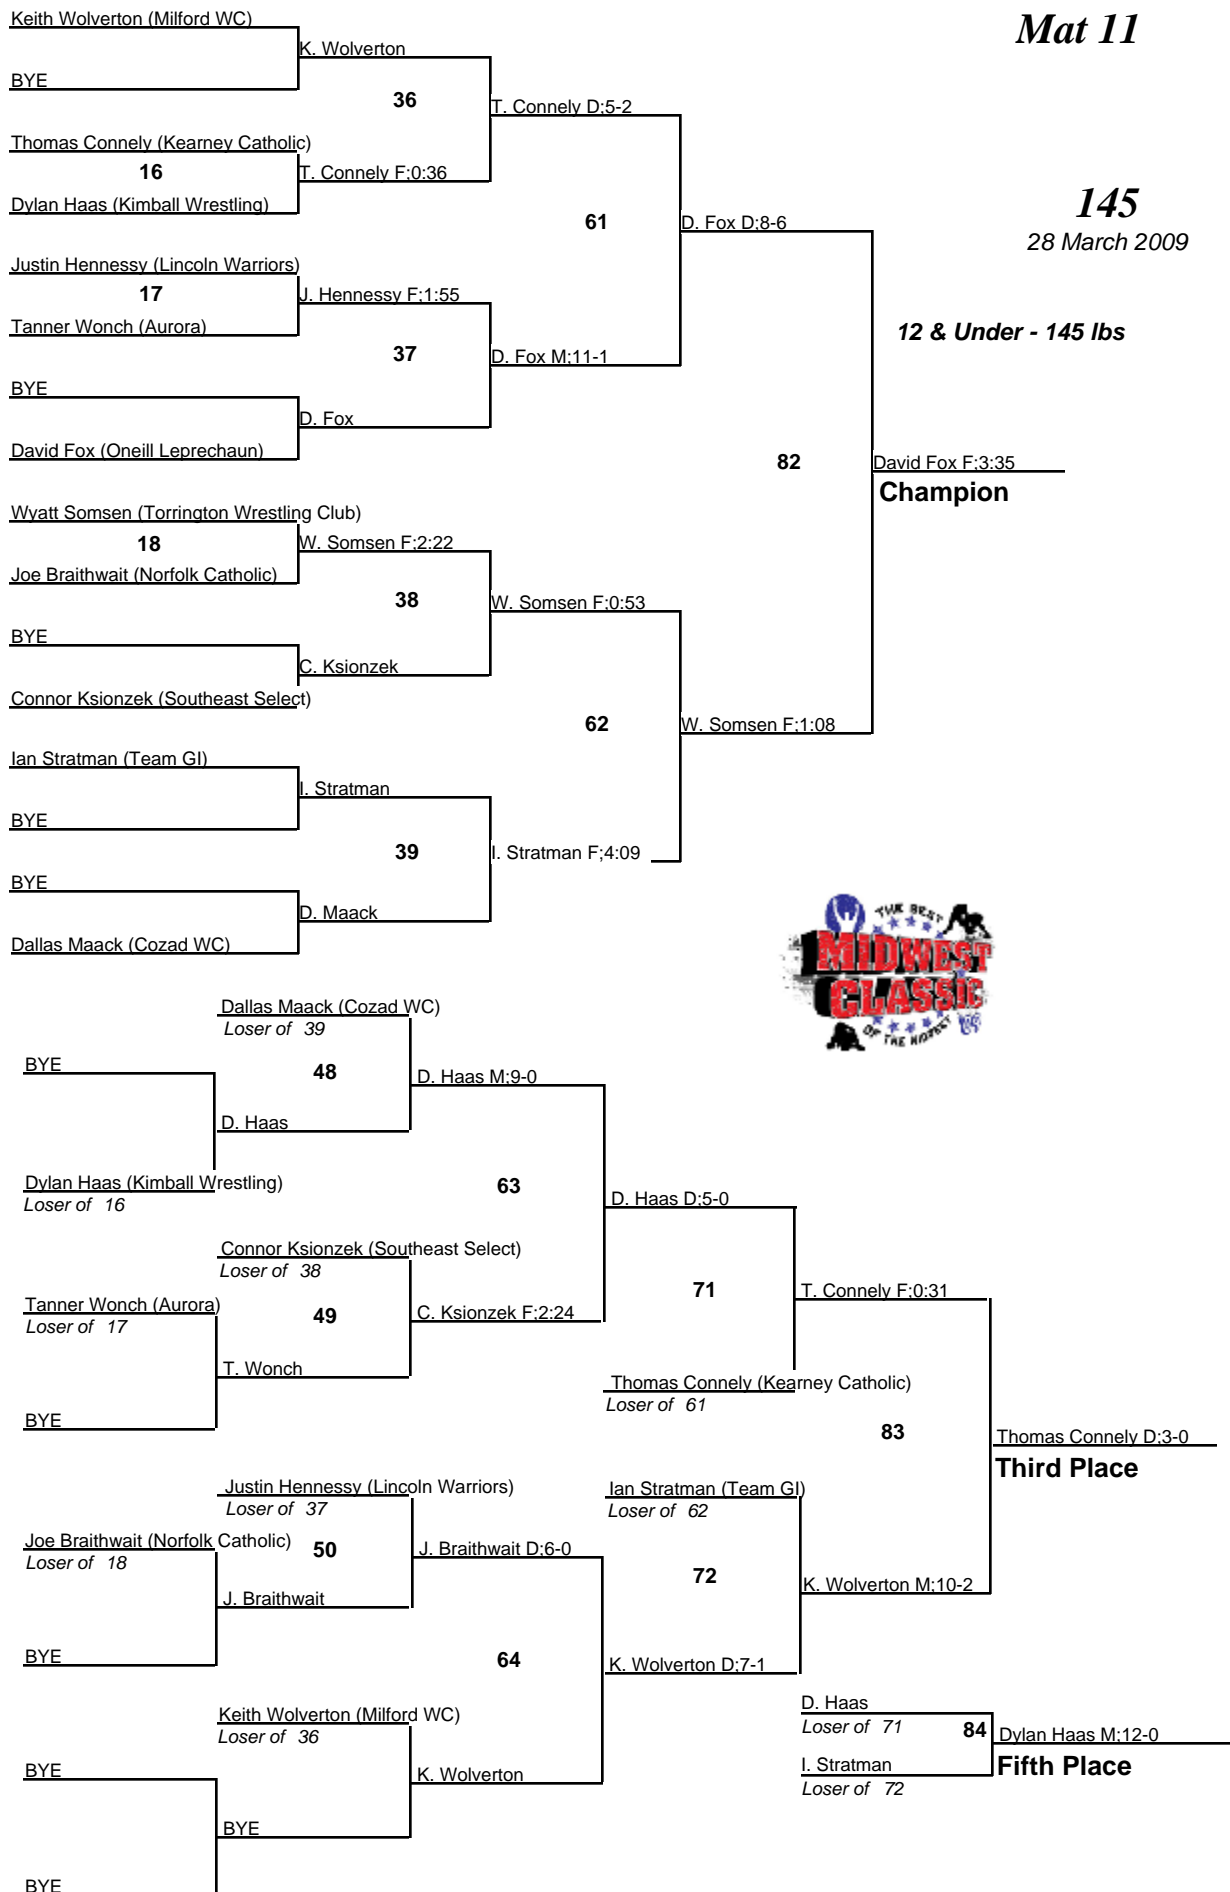 Keith Wolverton (Milford WC)
Mat 11
K. Wolverton
BYE
36
T. Connely D;5-2
Thomas Connely (Kearney Catholic)
16
T. Connely F;0:36
Dylan Haas (Kimball Wrestling)
145
61
D. Fox D;8-6
28 March 2009
Justin Hennessy (Lincoln Warriors)
17
J. Hennessy F;1:55
Tanner Wonch (Aurora)
12 & Under - 145 lbs
37
D. Fox M;11-1
BYE
D. Fox
David Fox (Oneill Leprechaun)
82
David Fox F;3:35
Champion
Wyatt Somsen (Torrington Wrestling Club)
18
W. Somsen F;2:22
Joe Braithwait (Norfolk Catholic)
38
W. Somsen F;0:53
BYE
C. Ksionzek
Connor Ksionzek (Southeast Select)
62
W. Somsen F;1:08
Ian Stratman (Team GI)
I. Stratman
BYE
39
I. Stratman F;4:09
BYE
D. Maack
Dallas Maack (Cozad WC)
THE BEST
MIDWEST
CLASSIC
OF THE MIDWEST
Dallas Maack (Cozad WC)
Loser of 39
BYE
48
D. Haas M;9-0
D. Haas
Dylan Haas (Kimball Wrestling)
Loser of 16
63
D. Haas D;5-0
Connor Ksionzek (Southeast Select)
Loser of 38
Tanner Wonch (Aurora)
Loser of 17
49
C. Ksionzek F;2:24
71
T. Connely F;0:31
T. Wonch
Thomas Connely (Kearney Catholic)
Loser of 61
BYE
83
Thomas Connely D;3-0
Third Place
Justin Hennessy (Lincoln Warriors)
Loser of 37
Ian Stratman (Team GI)
Loser of 62
Joe Braithwait (Norfolk Catholic)
Loser of 18
50
J. Braithwait D;6-0
72
K. Wolverton M;10-2
J. Braithwait
BYE
64
K. Wolverton D;7-1
Keith Wolverton (Milford WC)
Loser of 36
D. Haas
Loser of 71
84
Dylan Haas M;12-0
Fifth Place
I. Stratman
Loser of 72
BYE
K. Wolverton
BYE
BYE